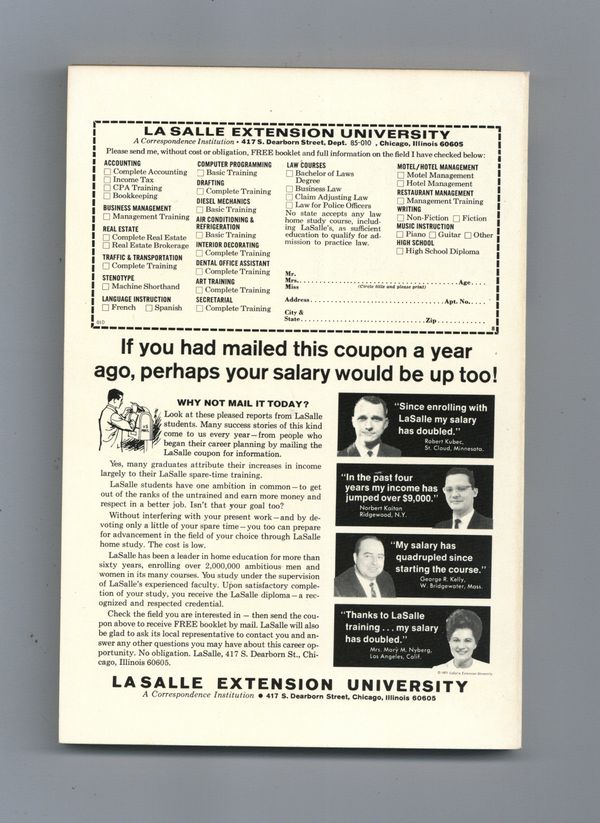 LA SALLE EXTENSION UNIVERSITY
A Correspondence Institution • 417 S. Dearborn Street, Dept. 85-010 , Chicago, Illinois 60605
Please send me, without cost or obligation, FREE booklet and full information on the field I have checked below:
ACCOUNTING
□ Complete Accounting
□ Income Tax
□ CPA Training
□ Bookkeeping
BUSINESS MANAGEMENT
□ Management Training
REAL ESTATE
□ Complete Real Estate
□ Real Estate Brokerage
TRAFFIC & TRANSPORTATION
□ Complete Training
STENOTYPE
□ Machine Shorthand
LANGUAGE INSTRUCTION
□ French □ Spanish
COMPUTER PROGRAMMING
□ Basic Training
DRAFTING
□ Complete Training
DIESEL MECHANICS
□ Basic Training
AIR CONDITIONING &
REFRIGERATION
□ Basic Training
INTERIOR DECORATING
□ Complete Training
DENTAL OFFICE ASSISTANT
□ Complete Training
ART TRAINING
□ Complete Training
SECRETARIAL
□ Complete Training
LAW COURSES
□ Bachelor of Laws
Degree
□ Business Law
□ Claim Adjusting Law
□ Law for Police Officers
No state accepts any law
home study course, includ-
ing LaSalle's, as sufficient
education to qualify for ad-
mission to practice law.
MOTEL/HOTEL MANAGEMENT
□ Motel Management
□ Hotel Management
RESTAURANT MANAGEMENT
□ Management Training
WRITING
□ Non-Fiction □ Fiction
MUSIC INSTRUCTION
□ Piano □ Guitar □ Other
HIGH SCHOOL
□ High School Diploma
Mr.
Mrs. Age
Miss (Circle title and please print)
Address Apt. No.
City &
State Zip
If you had mailed this coupon a year
ago, perhaps your salary would be up too!
WHY NOT MAIL IT TODAY?
Look at these pleased reports from LaSalle
students. Many success stories of this kind
come to us every year—from people who
began their career planning by mailing the
LaSalle coupon for information.
Yes, many graduates attribute their increases in income
largely to their LaSalle spare-time training.
LaSalle students have one ambition in common—to get
out of the ranks of the untrained and earn more money and
respect in a better job. Isn't that your goal too?
Without interfering with your present work—and by de-
voting only a little of your spare time—you too can prepare
for advancement in the field of your choice through LaSalle
home study. The cost is low.
LaSalle has been a leader in home education for more than
sixty years, enrolling over 2,000,000 ambitious men and
women in its many courses. You study under the supervision
of LaSalle's experienced faculty. Upon satisfactory comple-
tion of your study, you receive the LaSalle diploma—a rec-
ognized and respected credential.
Check the field you are interested in — then send the cou-
pon above to receive FREE booklet by mail. LaSalle will also
be glad to ask its local representative to contact you and an-
swer any other questions you may have about this career op-
portunity. No obligation. LaSalle, 417 S. Dearborn St., Chi-
cago, Illinois 60605.
"Since enrolling with
LaSalle my salary
has doubled."
Robert Kubec,
St. Cloud, Minnesota.
"In the past four
years my income has
jumped over $9,000."
Norbert Kaitan
Ridgewood, N.Y.
"My salary has
quadrupled since
starting the course."
George R. Kelly,
W. Bridgewater, Mass.
"Thanks to LaSalle
training . . . my salary
has doubled."
Mrs. Mary M. Nyberg,
Los Angeles, Calif.
LA SALLE EXTENSION UNIVERSITY
A Correspondence Institution • 417 S. Dearborn Street, Chicago, Illinois 60605